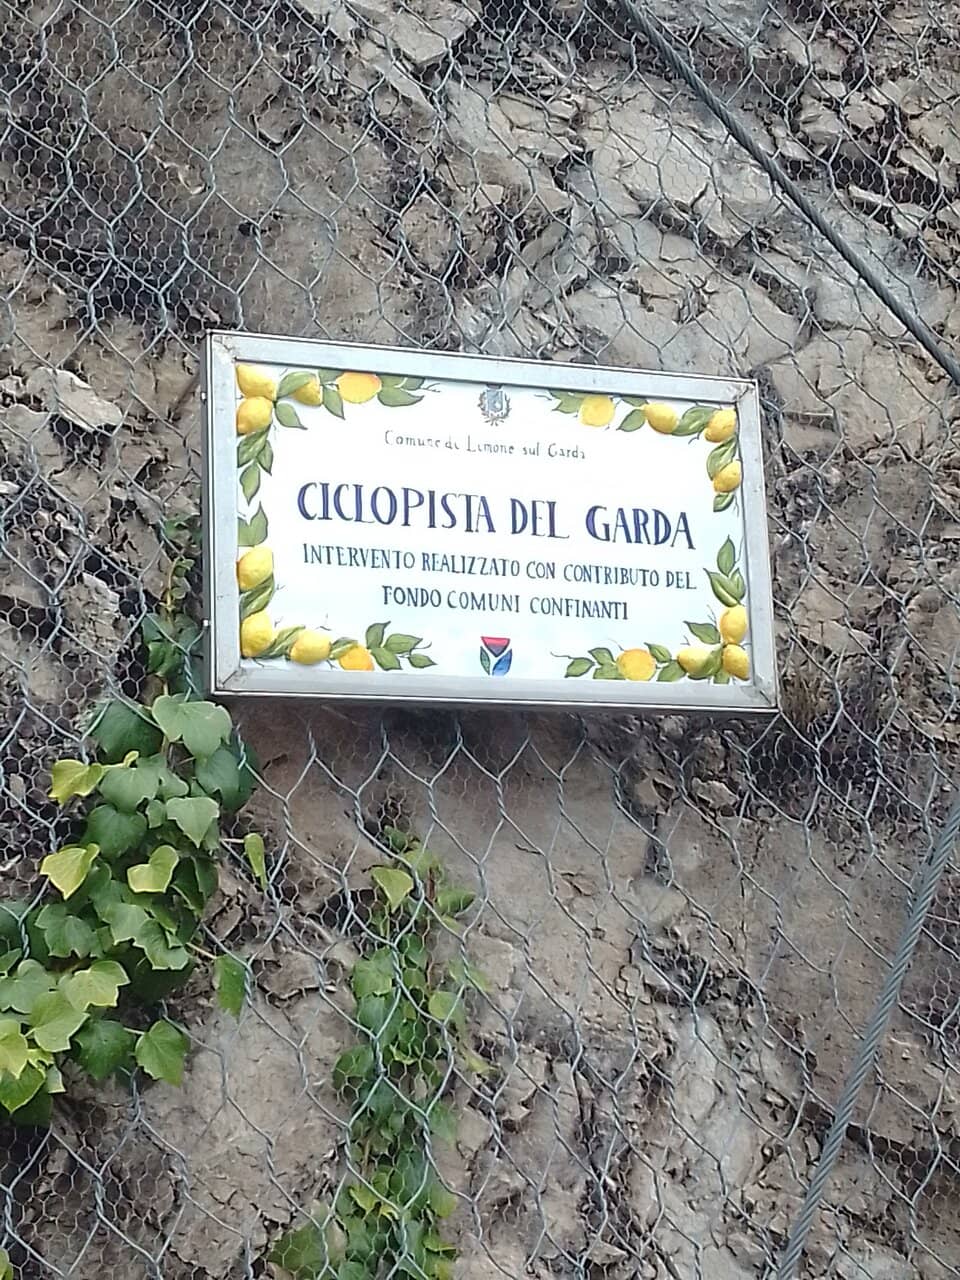 Comune di Limone sul Garda
CICLOPISTA DEL GARDA
INTERVENTO REALIZZATO CON CONTRIBUTO DEL
FONDO COMUNI CONFINANTI